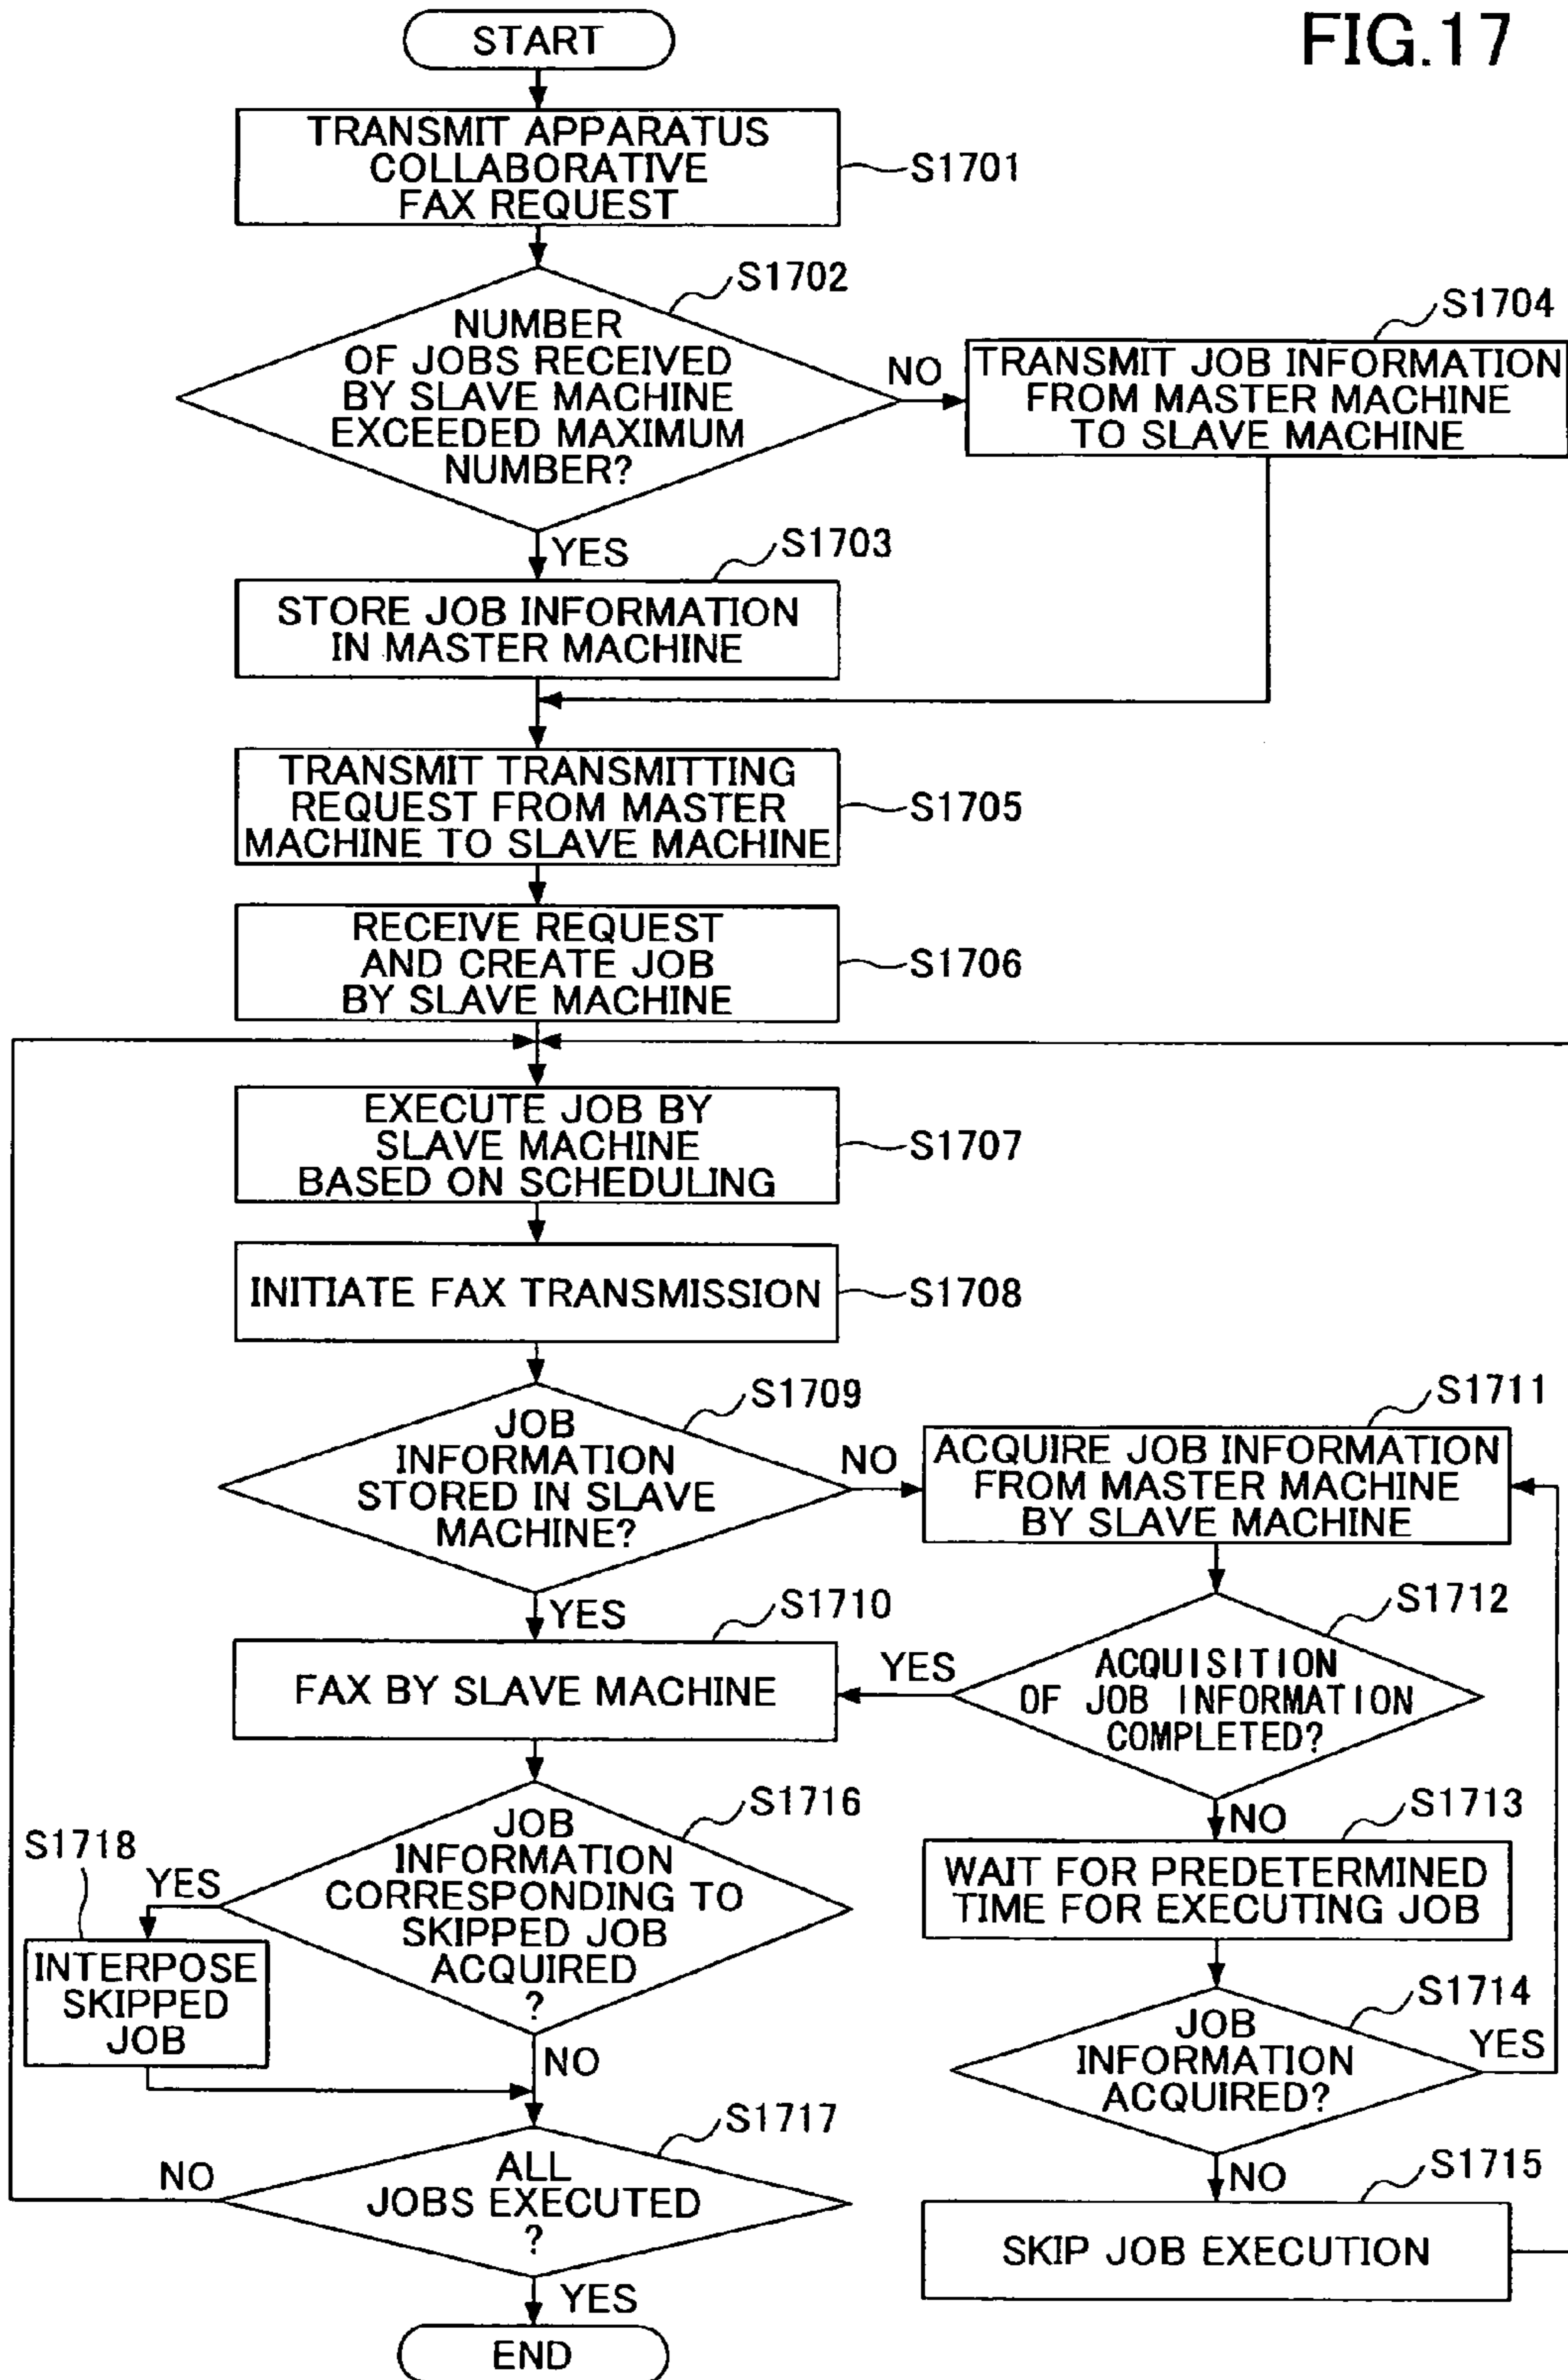 FIG.17
START
TRANSMIT APPARATUS
COLLABORATIVE
FAX REQUEST
S1701
S1702
NUMBER
OF JOBS RECEIVED
BY SLAVE MACHINE
EXCEEDED MAXIMUM
NUMBER?
NO
S1704
TRANSMIT JOB INFORMATION
FROM MASTER MACHINE
TO SLAVE MACHINE
YES
S1703
STORE JOB INFORMATION
IN MASTER MACHINE
TRANSMIT TRANSMITTING
REQUEST FROM MASTER
MACHINE TO SLAVE MACHINE
S1705
RECEIVE REQUEST
AND CREATE JOB
BY SLAVE MACHINE
S1706
EXECUTE JOB BY
SLAVE MACHINE
BASED ON SCHEDULING
S1707
INITIATE FAX TRANSMISSION
S1708
S1709
JOB
INFORMATION
STORED IN SLAVE
MACHINE?
NO
S1711
ACQUIRE JOB INFORMATION
FROM MASTER MACHINE
BY SLAVE MACHINE
YES
S1710
FAX BY SLAVE MACHINE
YES
S1712
ACQUISITION
OF JOB INFORMATION
COMPLETED?
NO
S1713
WAIT FOR PREDETERMINED
TIME FOR EXECUTING JOB
S1714
JOB
INFORMATION
ACQUIRED?
YES
NO
S1715
SKIP JOB EXECUTION
S1716
JOB
INFORMATION
CORRESPONDING TO
SKIPPED JOB
ACQUIRED
?
YES
S1718
INTERPOSE
SKIPPED
JOB
NO
S1717
ALL
JOBS EXECUTED
?
NO
YES
END